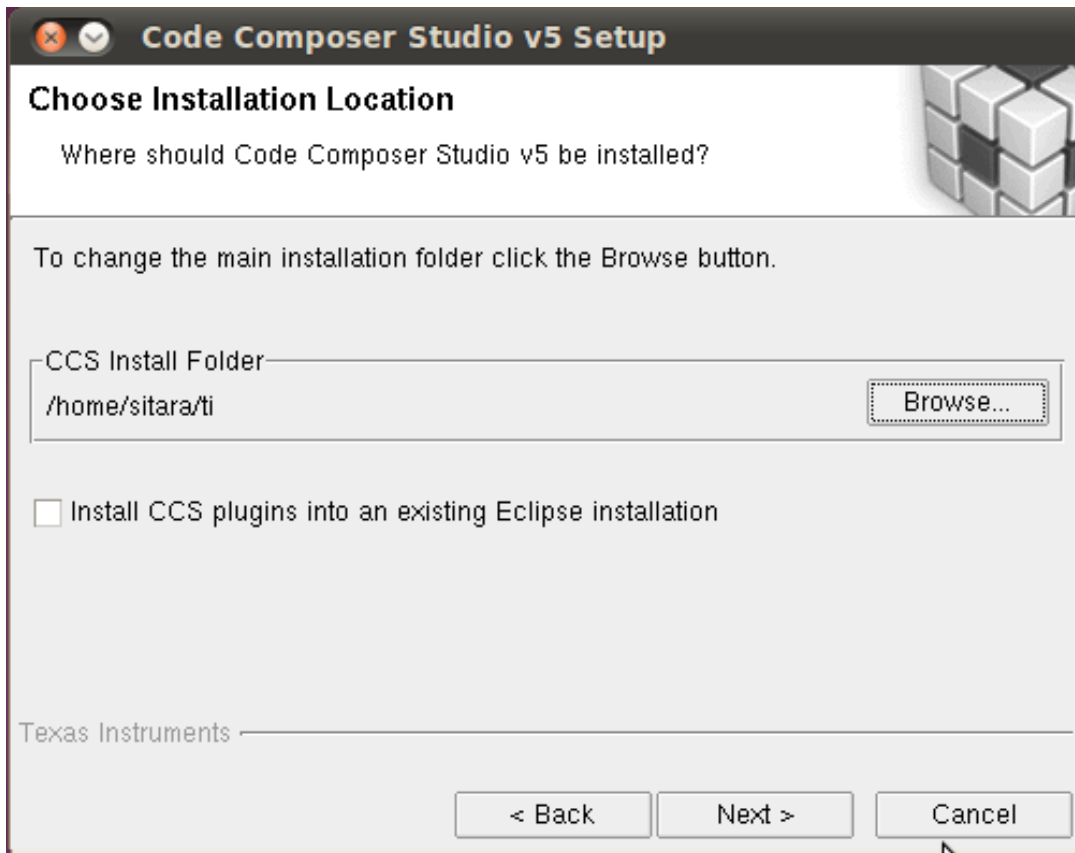 Code Composer Studio v5 Setup
Choose Installation Location
Where should Code Composer Studio v5 be installed?
To change the main installation folder click the Browse button.
CCS Install Folder
/home/sitara/ti
Browse...
Install CCS plugins into an existing Eclipse installation
Texas Instruments
< Back
Next >
Cancel